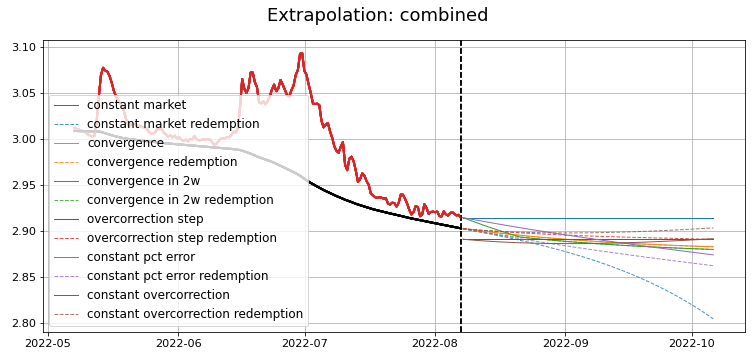 Extrapolation: combined
3.10
3.05
3.00
2.95
2.90
2.85
2.80
constant market
constant market redemption
convergence
convergence redemption
convergence in 2w
convergence in 2w redemption
overcorrection step
overcorrection step redemption
constant pct error
constant pct error redemption
constant overcorrection
constant overcorrection redemption
2022-05 2022-06 2022-07 2022-08 2022-09 2022-10